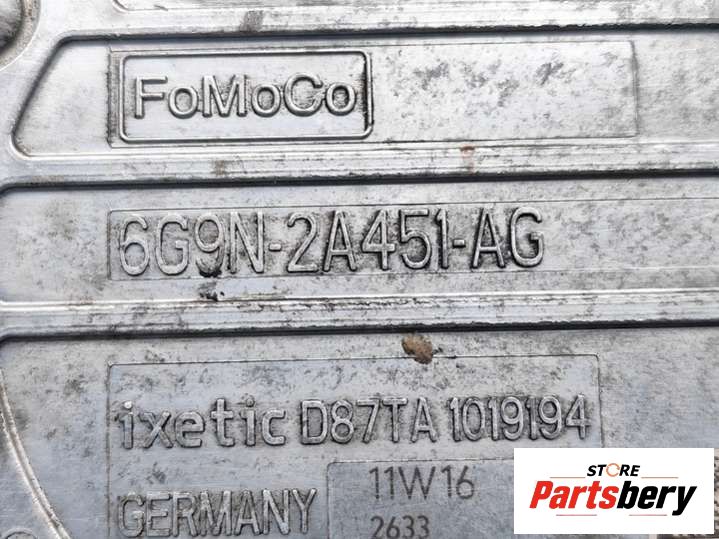 FoMoCo
6G9N-2A451-AG
ixetic D87TA 1019194
GERMANY
11W16
2633
STORE
Partsbery